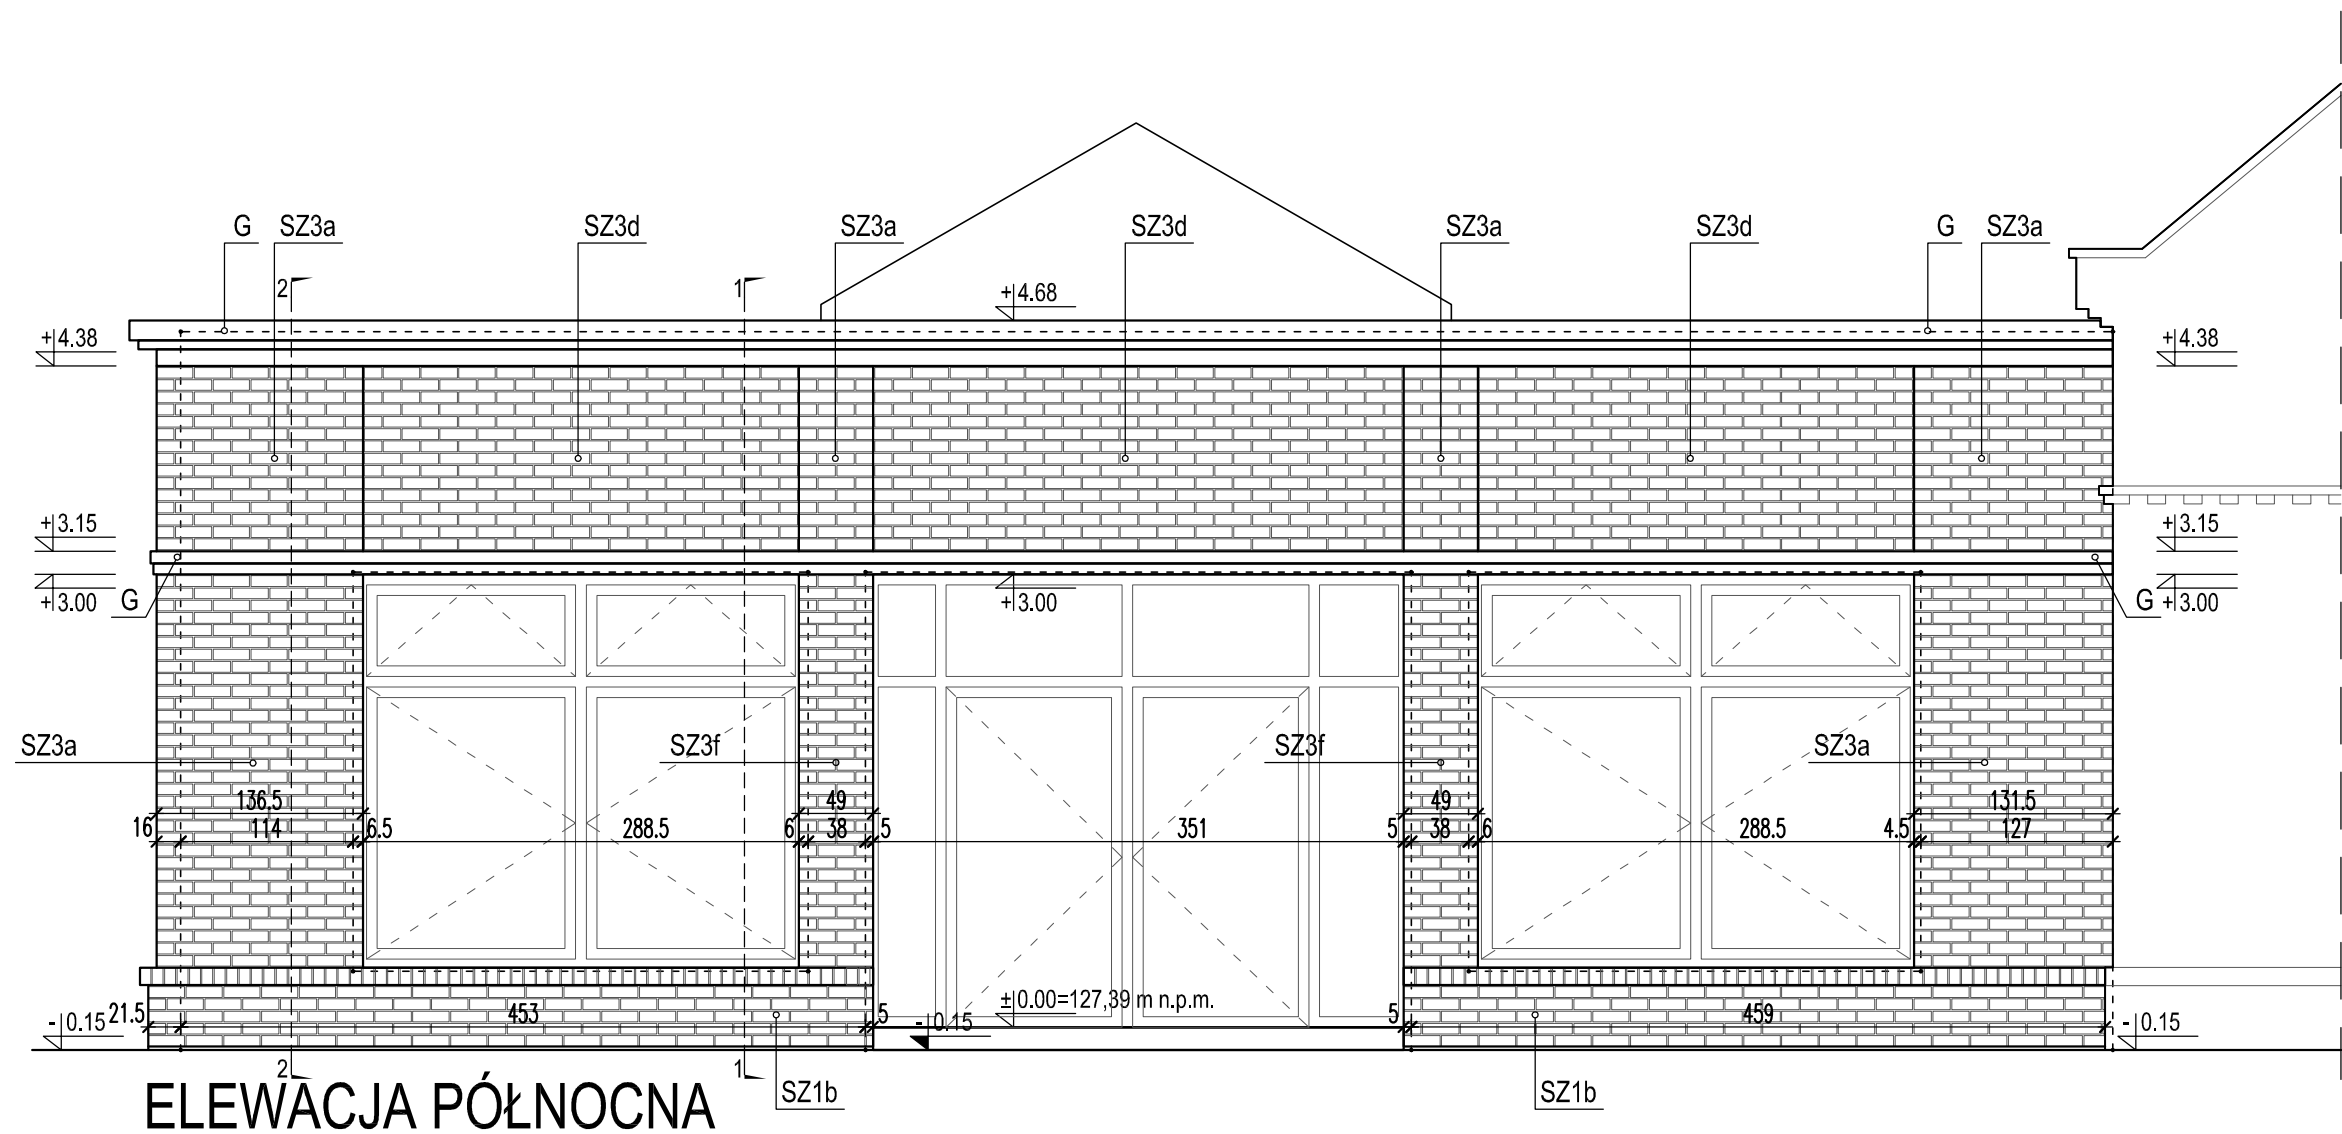 G SZ3a SZ3d SZ3a SZ3d SZ3a SZ3d G SZ3a
2 1 +4.68
+4.38 +4.38
+3.15 +3.15
G +3.00 +3.00 G +3.00
SZ3a SZ3f SZ3f SZ3a
136.5 49 49 131.5
16 114 6.5 288.5 6 38 5 351 5 38 6 288.5 4.5 127
±0.00=127,39 m n.p.m.
-0.15 21.5 453 5 -0.15 5 459 -0.15
2 1
ELEWACJA PÓŁNOCNA SZ1b SZ1b